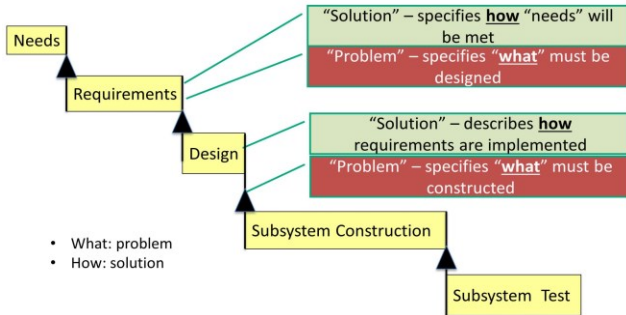 Needs
“Solution” – specifies how “needs” will
be met
“Problem” – specifies “what” must be
designed
Requirements
“Solution” – describes how
requirements are implemented
“Problem” – specifies “what” must be
constructed
Design
Subsystem Construction
• What: problem
• How: solution
Subsystem Test